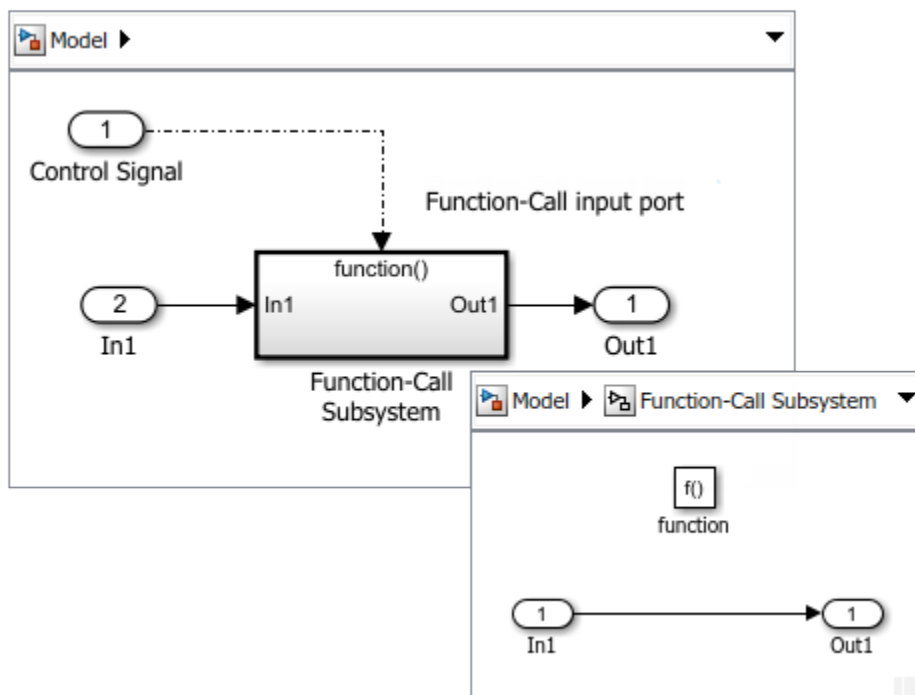 Model
1
Control Signal
Function-Call input port
function()
2
In1
Out1
1
In1
Out1
Function-Call
Subsystem
Model Function-Call Subsystem
f()
function
1
1
In1
Out1